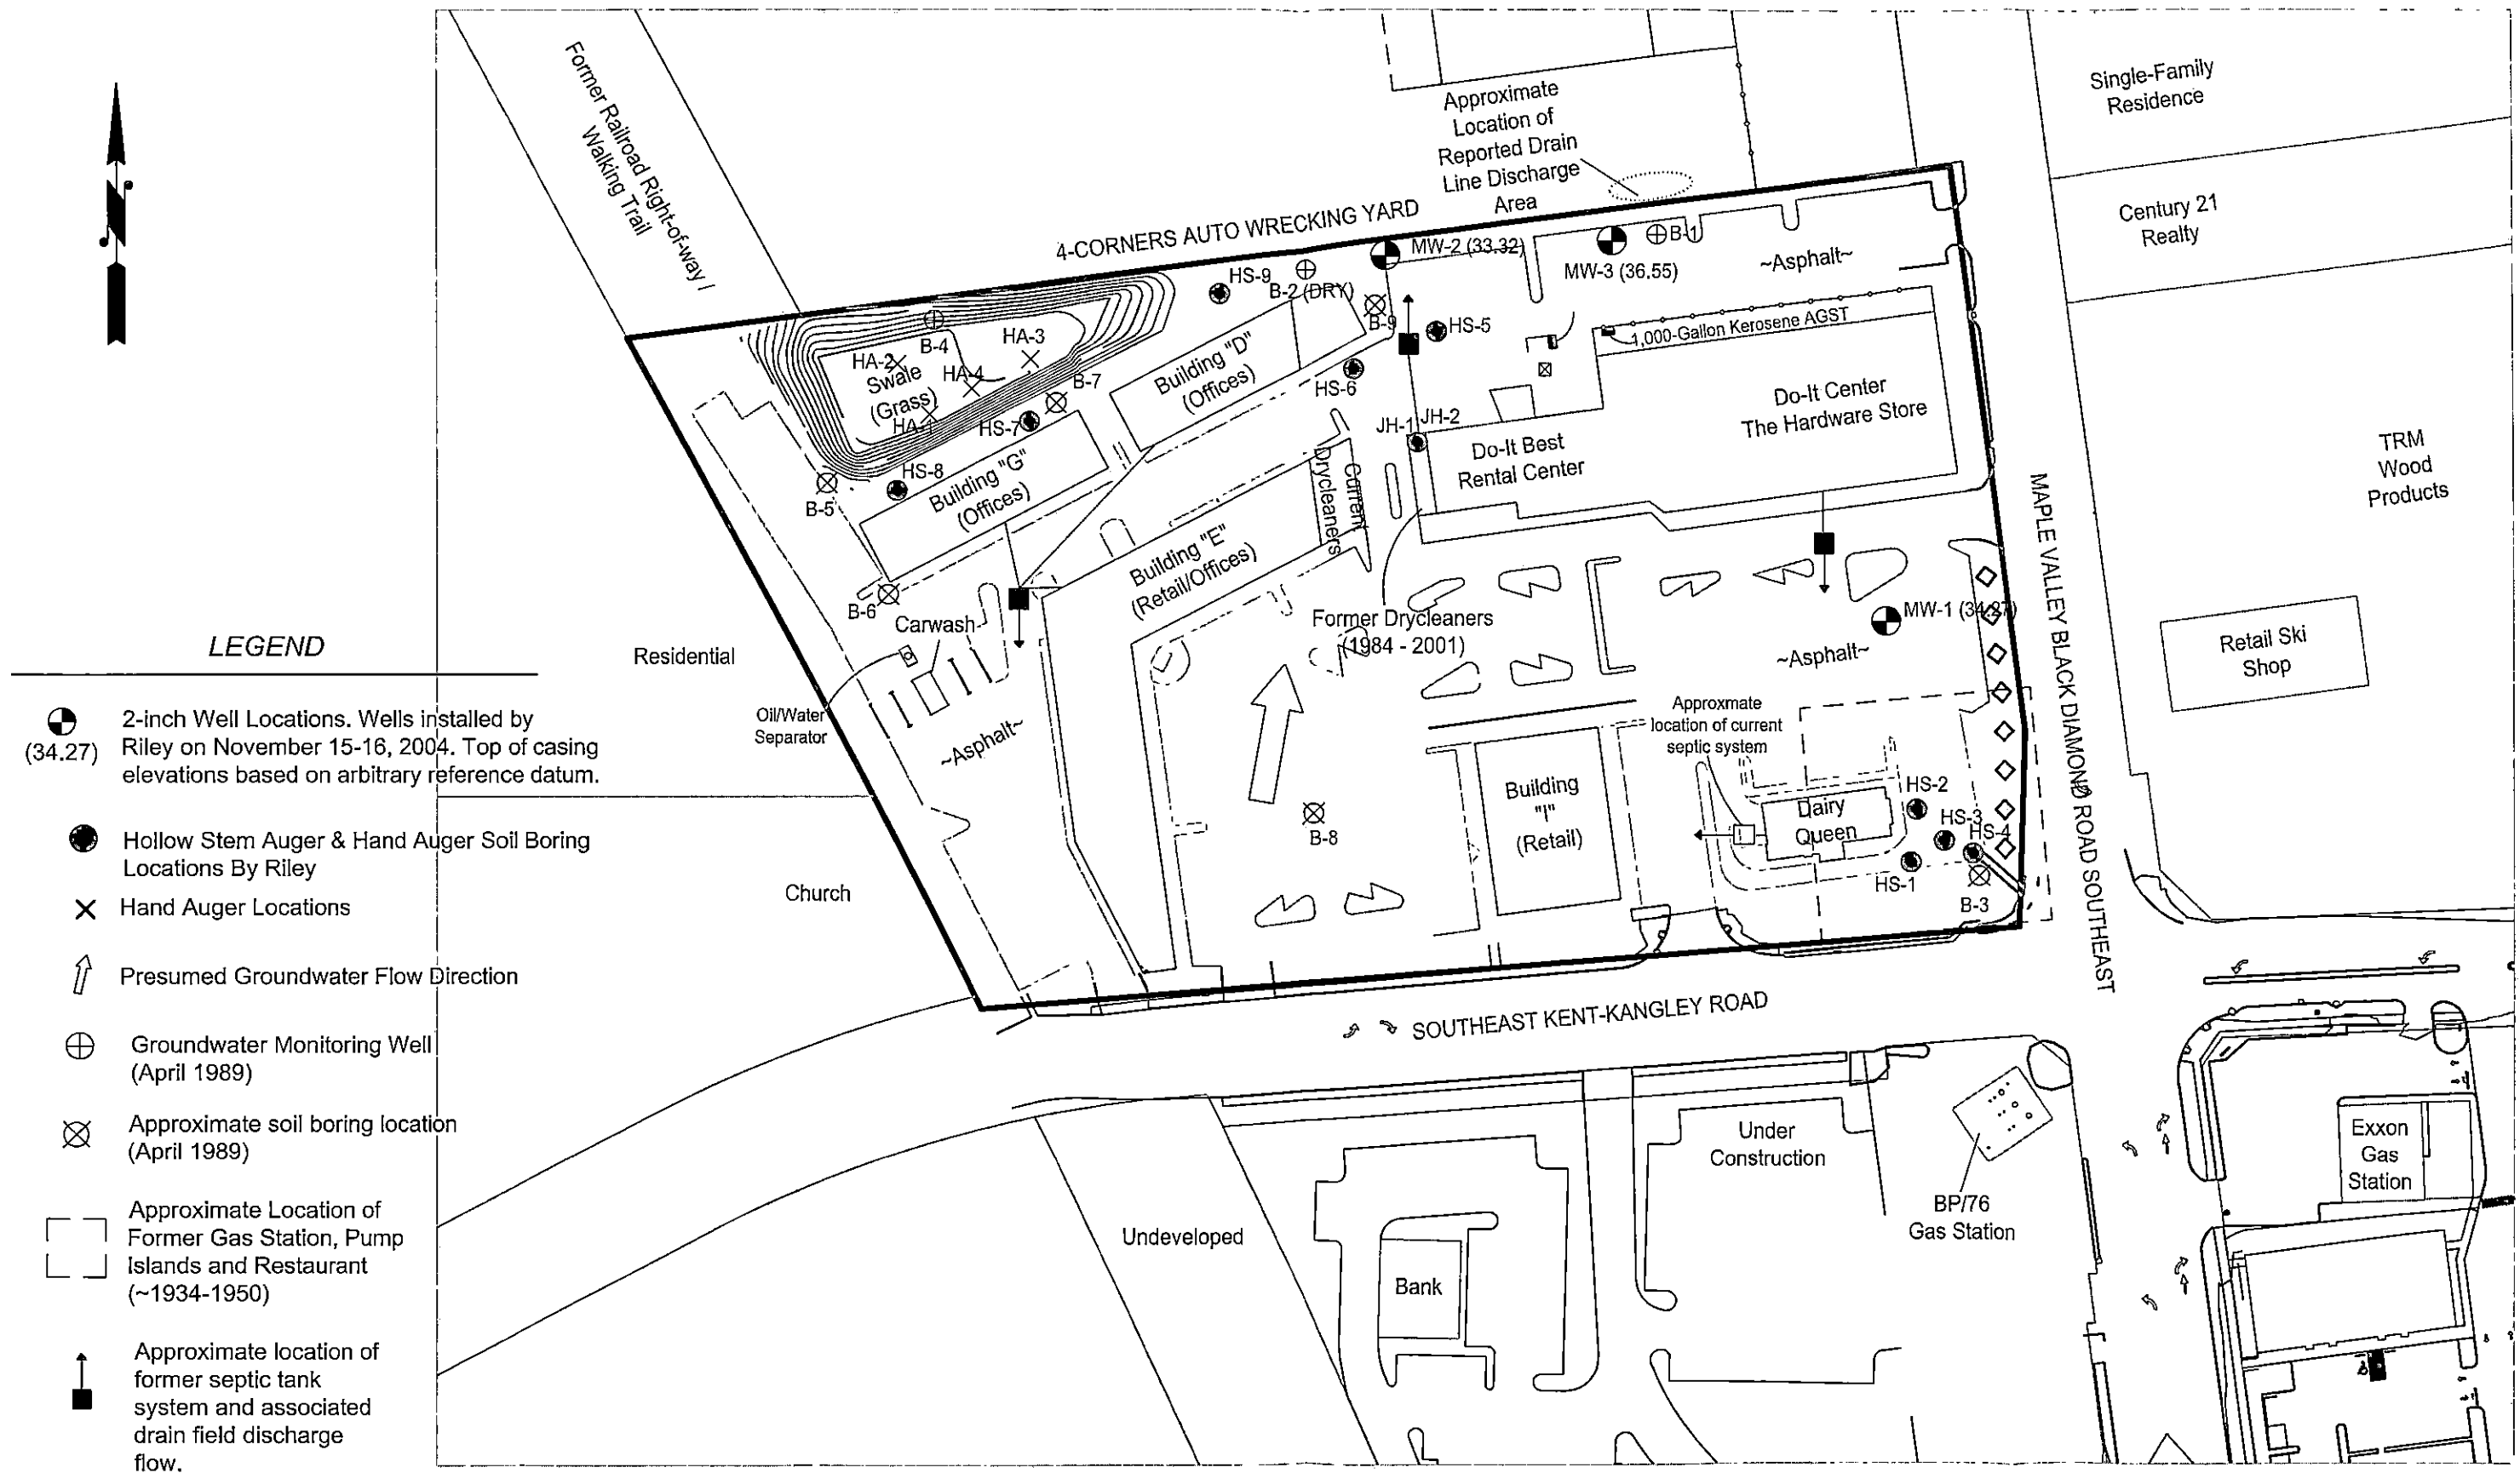 Former Railroad Right-of-way /
Walking Trail
4-CORNERS AUTO WRECKING YARD
Approximate
Location of
Reported Drain
Line Discharge
Area
Single-Family
Residence
Century 21
Realty
TRM
Wood
Products
Retail Ski
Shop
MW-2 (33.32)
MW-3 (36.55)
B-1
~Asphalt~
HS-9
B-2 (DRY)
B-9
HS-5
HS-6
1,000-Gallon Kerosene AGST
Do-It Center
The Hardware Store
Do-It Best
Rental Center
JH-1
JH-2
B-4
HA-3
HA-2
HA-4
Swale
(Grass)
HA-1
B-7
HS-7
HS-8
B-5
B-6
Building "D"
(Offices)
Building "G"
(Offices)
Building "E"
(Retail/Offices)
Current
Drycleaners
Former Drycleaners
(1984 - 2001)
MW-1 (34.27)
~Asphalt~
Carwash
Residential
Oil/Water
Separator
~Asphalt~
Approxmate
location of current
septic system
Building
"I"
(Retail)
Dairy
Queen
HS-2
HS-3
HS-4
HS-1
B-3
B-8
Church
MAPLE VALLEY BLACK DIAMOND ROAD SOUTHEAST
SOUTHEAST KENT-KANGLEY ROAD
Undeveloped
Bank
Under
Construction
BP/76
Gas Station
Exxon
Gas
Station
LEGEND
(34.27)
2-inch Well Locations. Wells installed by
Riley on November 15-16, 2004. Top of casing
elevations based on arbitrary reference datum.
Hollow Stem Auger & Hand Auger Soil Boring
Locations By Riley
Hand Auger Locations
Presumed Groundwater Flow Direction
Groundwater Monitoring Well
(April 1989)
Approximate soil boring location
(April 1989)
Approximate Location of
Former Gas Station, Pump
Islands and Restaurant
(~1934-1950)
Approximate location of
former septic tank
system and associated
drain field discharge
flow.